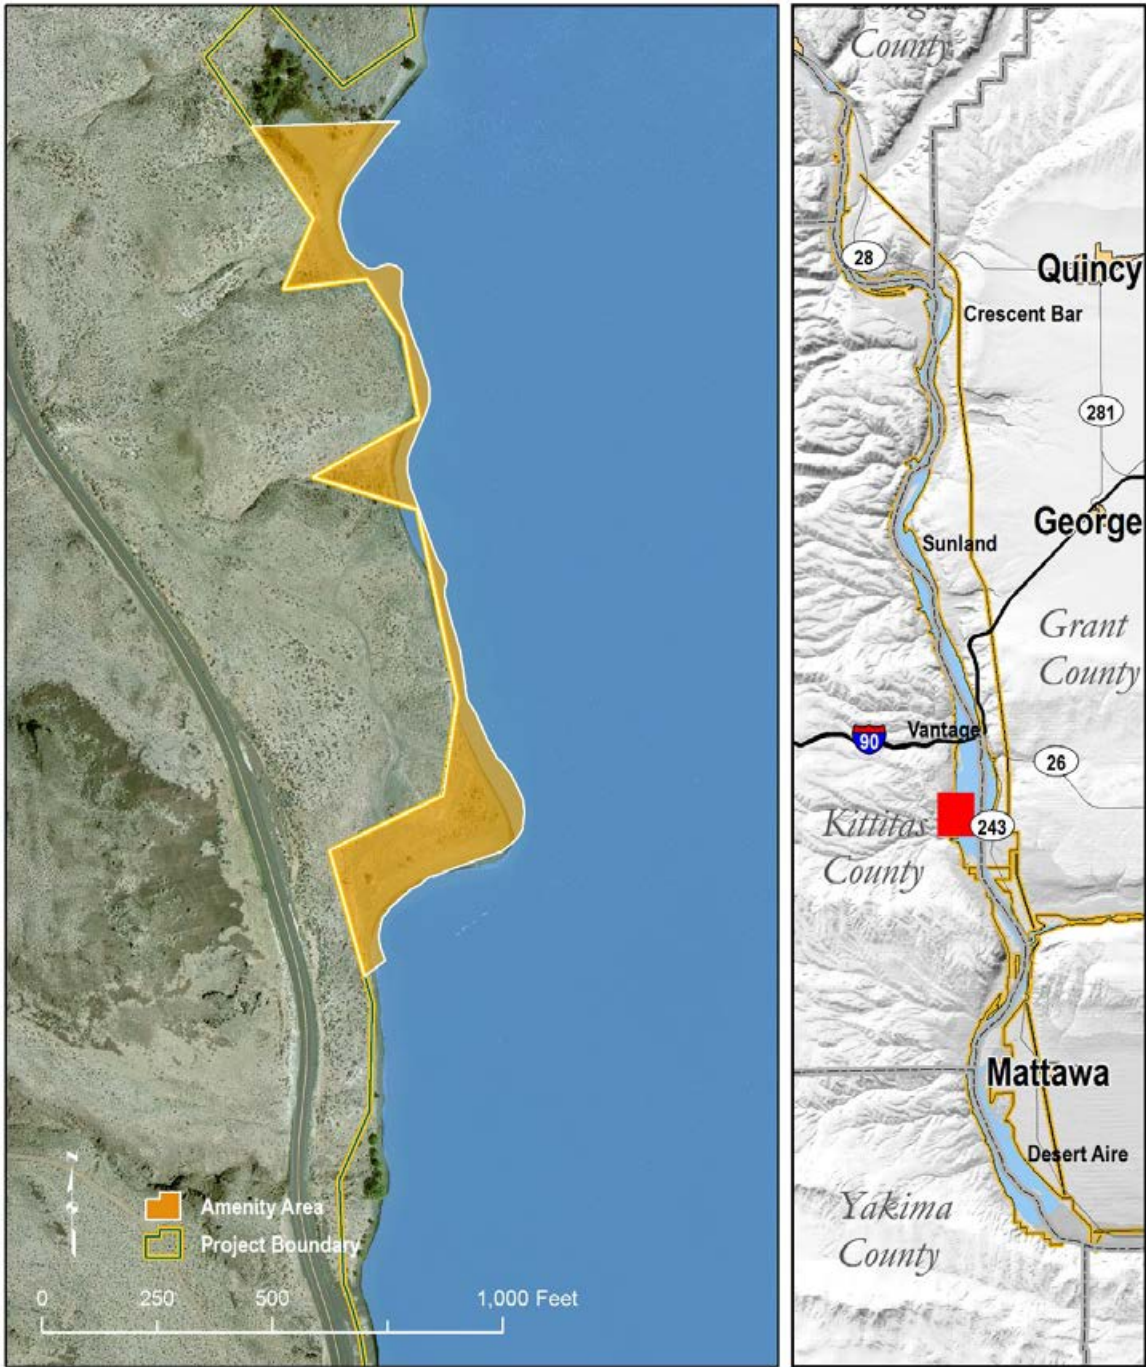 Amenity Area
Project Boundary
0 250 500 1,000 Feet
County
28
Quincy
Crescent Bar
281
George
Sunland
Grant
County
Vantage
90
26
Kittitas
County
243
Mattawa
Desert Aire
Yakima
County